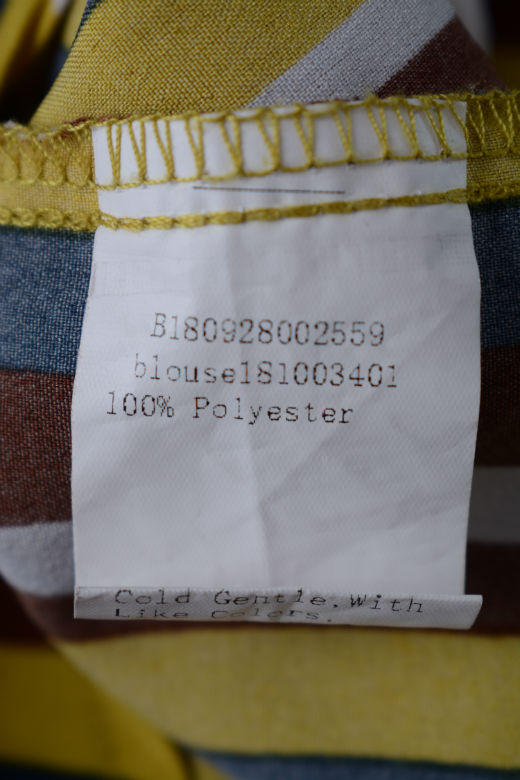 B180928002559
blouse181003401
100% Polyester
Cold Gentle.With
Like Colors.